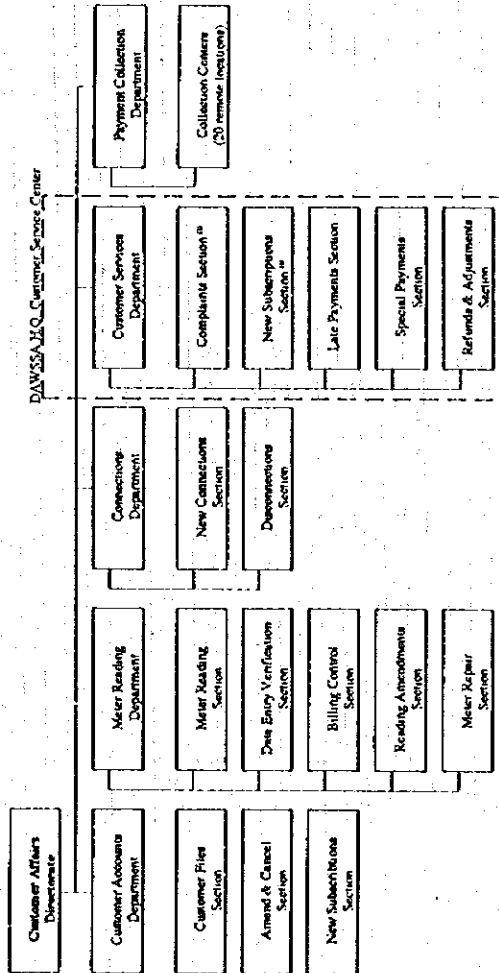 Customer Affairs
Directorate
DAWSSA H.Q. Customer Service Center
Customer Accounts
Department
Customer Files
Section
Amend & Cancel
Section
New Subscriptions
Section
Meter Reading
Department
Meter Reading
Section
Data Entry Verification
Section
Billing Control
Section
Reading Amendments
Section
Meter Repair
Section
Connections
Department
New Connections
Section
Disconnections
Section
Customer Services
Department
Complaints Section
New Subscriptions
Section
Late Payments Section
Special Payments
Section
Refunds & Adjustments
Section
Payment Collection
Department
Collection Centers
(20 remote locations)